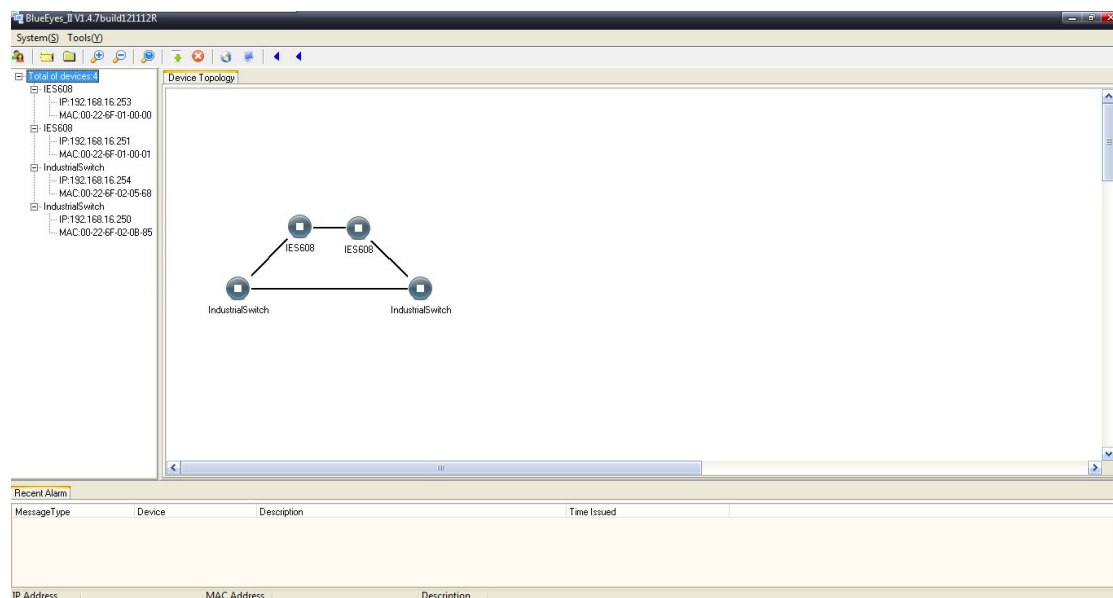 BlueEyes_II V1.4.7build121112R
System(S) Tools(Y)
Total of devices:4
IES608
IP:192.168.16.253
MAC:00-22-6F-01-00-00
IES608
IP:192.168.16.251
MAC:00-22-6F-01-00-01
IndustrialSwitch
IP:192.168.16.254
MAC:00-22-6F-02-05-68
IndustrialSwitch
IP:192.168.16.250
MAC:00-22-6F-02-0B-85
Device Topology
IES608 IES608
IndustrialSwitch IndustrialSwitch
Recent Alarm
MessageType Device Description Time Issued
IP Address MAC Address Description